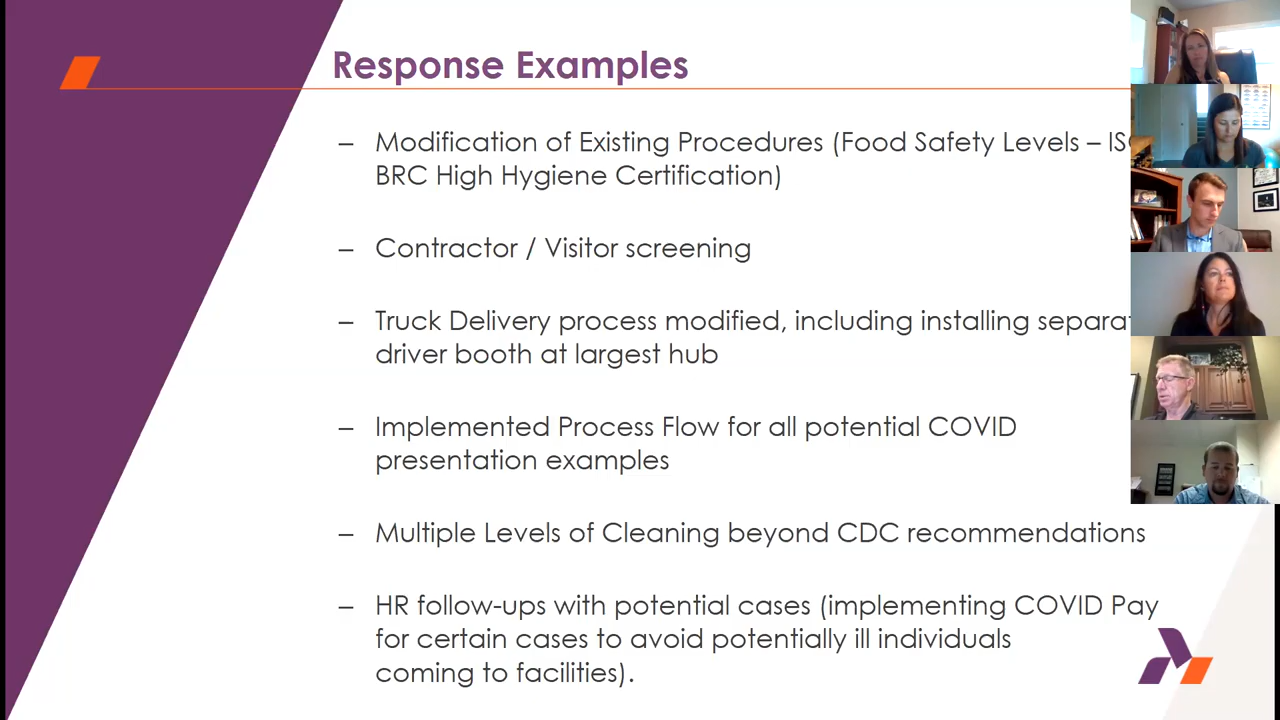 Response Examples
– Modification of Existing Procedures (Food Safety Levels –
BRC High Hygiene Certification)
– Contractor / Visitor screening
– Truck Delivery process modified, including installing
driver booth at largest hub
– Implemented Process Flow for all potential COVID
presentation examples
– Multiple Levels of Cleaning beyond CDC recommendations
– HR follow-ups with potential cases (implementing COVID Pay
for certain cases to avoid potentially ill individuals
coming to facilities).